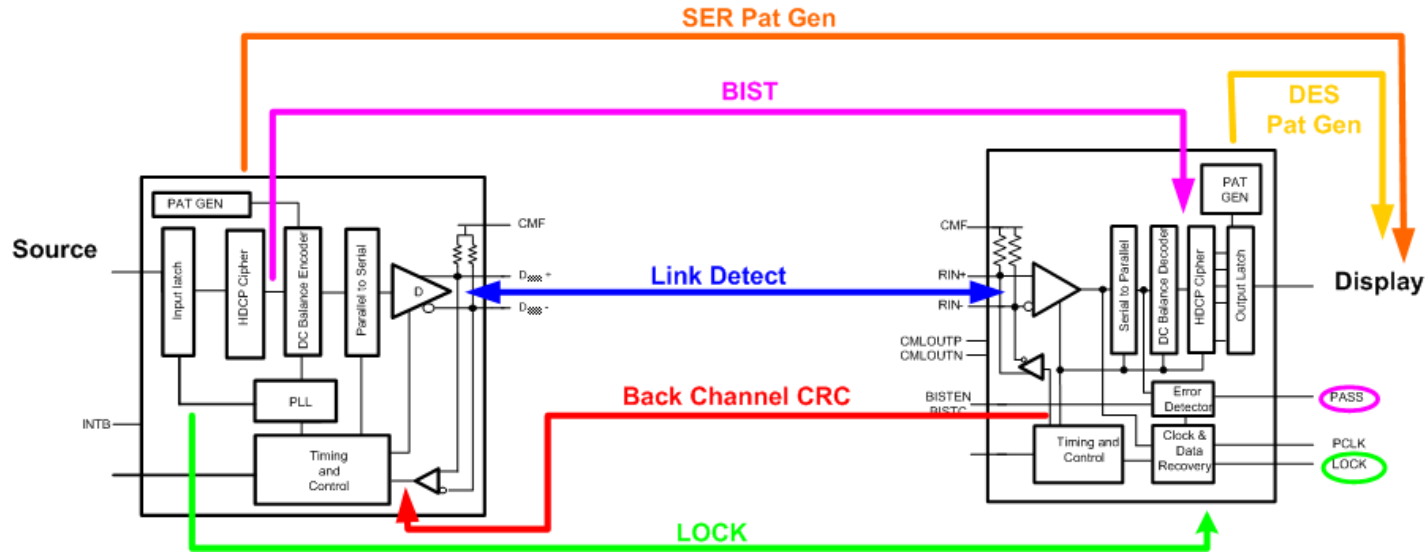 SER Pat Gen
BIST
DES
Pat Gen
PAT GEN
CMF
Source
Input latch
HDCP Cipher
DC Balance Encoder
Parallel to Serial
D
D
+
D
-
Link Detect
PLL
INTB
Timing
and
Control
Back Channel CRC
LOCK
PAT
GEN
CMF
RIN+
RIN-
Serial to Parallel
DC Balance Decoder
HDCP Cipher
Output Latch
Display
CMLOUTP
CMLOUTN
BISTEN
BISTC
Error
Detector
PASS
Timing and
Control
Clock &
Data
Recovery
PCLK
LOCK